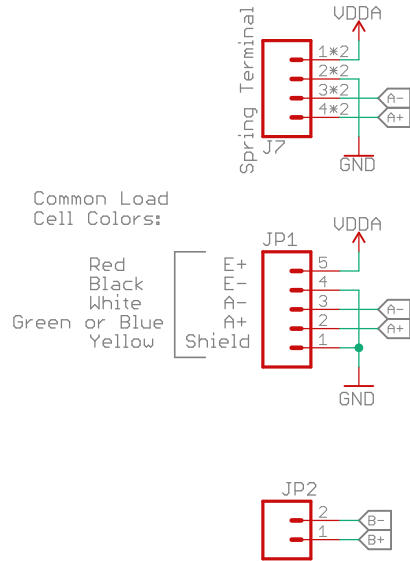 VDDA
Spring Terminal
1*2
2*2
3*2
A-
4*2
A+
J7
GND
Common Load
Cell Colors:
VDDA
JP1
Red E+ 5
Black E- 4
White A- 3 A-
Green or Blue A+ 2 A+
Yellow Shield 1
GND
JP2
2 B-
1 B+